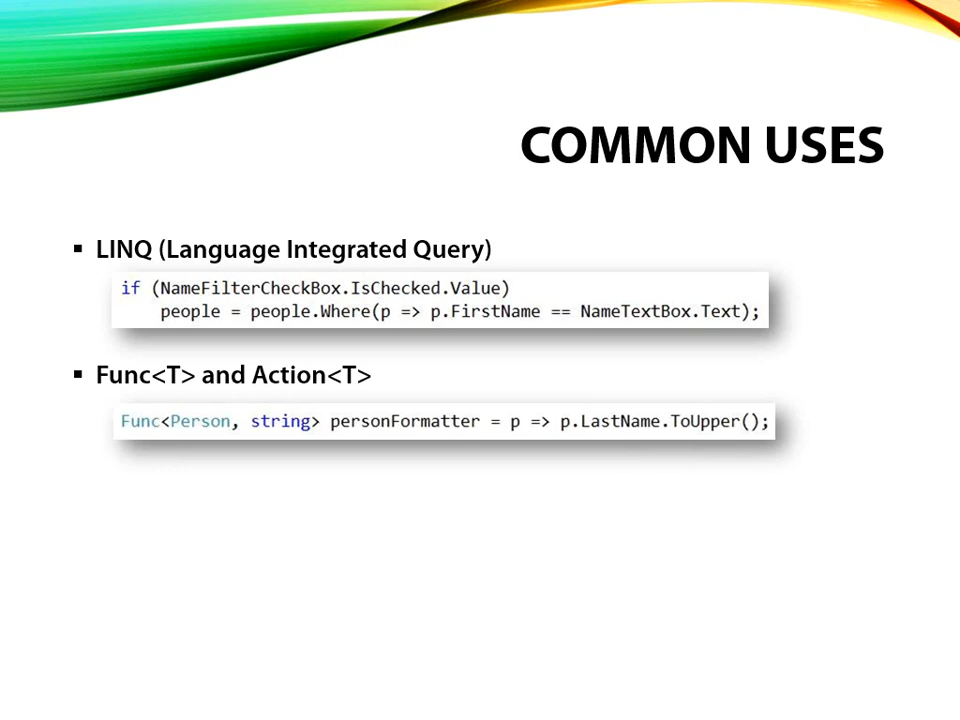 COMMON USES
▪ LINQ (Language Integrated Query)
if (NameFilterCheckBox.IsChecked.Value)
    people = people.Where(p => p.FirstName == NameTextBox.Text);
▪ Func<T> and Action<T>
Func<Person, string> personFormatter = p => p.LastName.ToUpper();